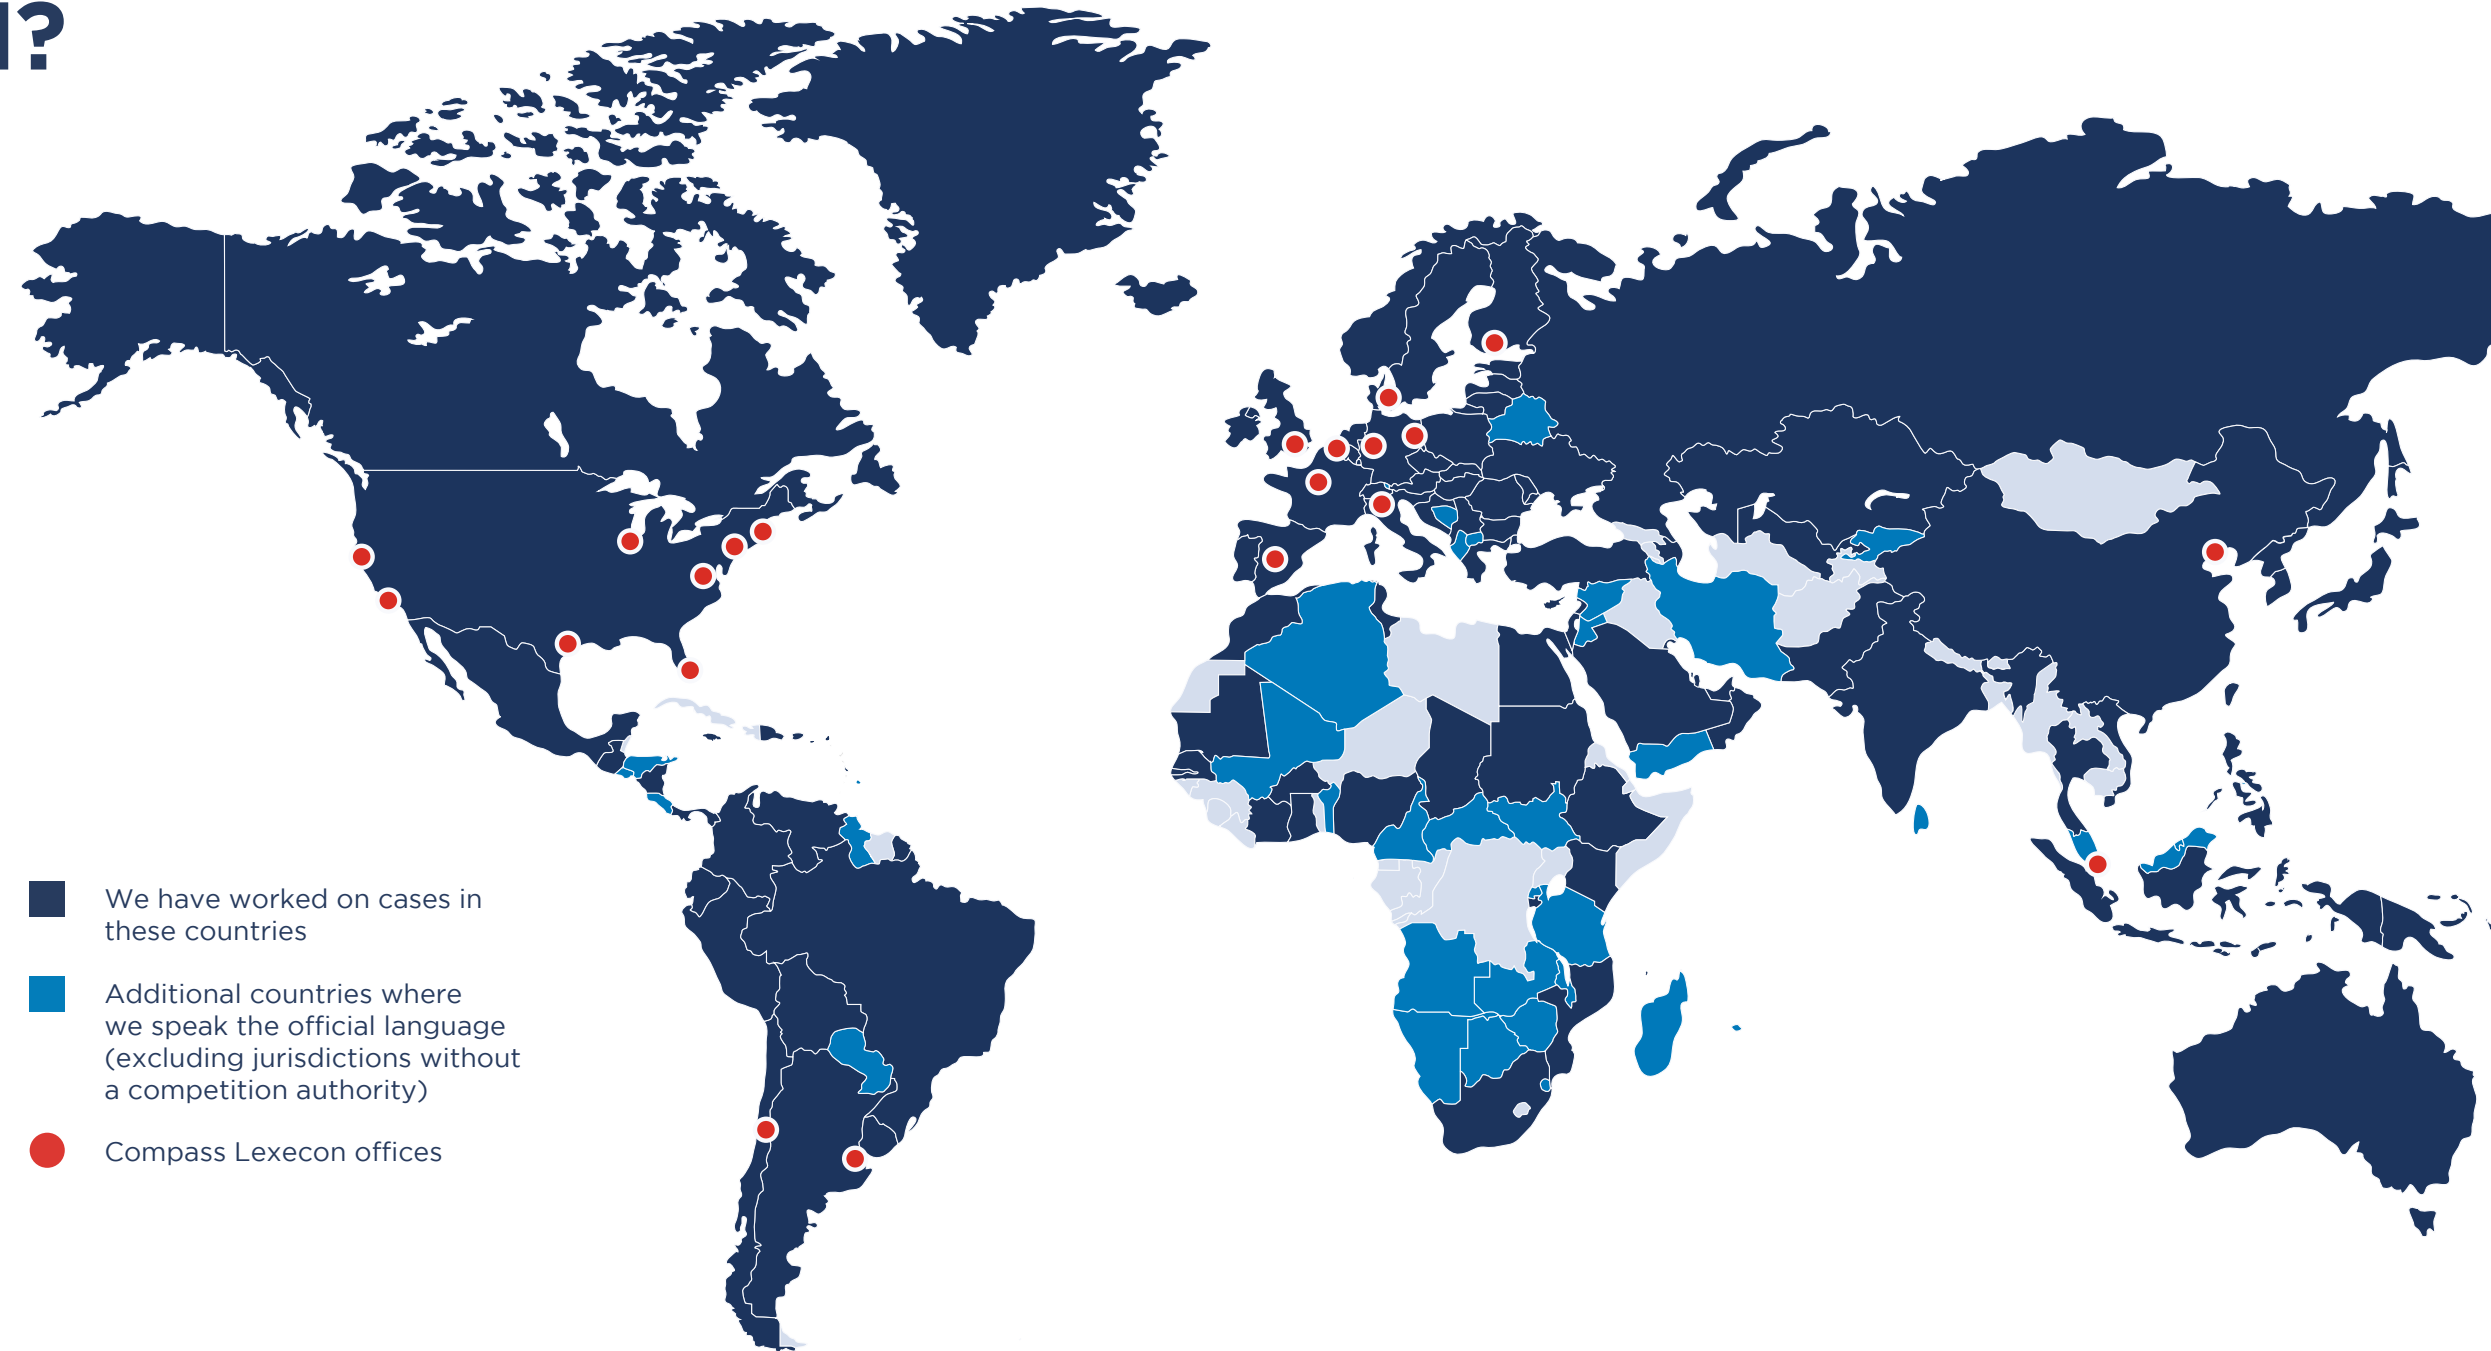 ?
We have worked on cases in
these countries
Additional countries where
we speak the official language
(excluding jurisdictions without
a competition authority)
Compass Lexecon offices